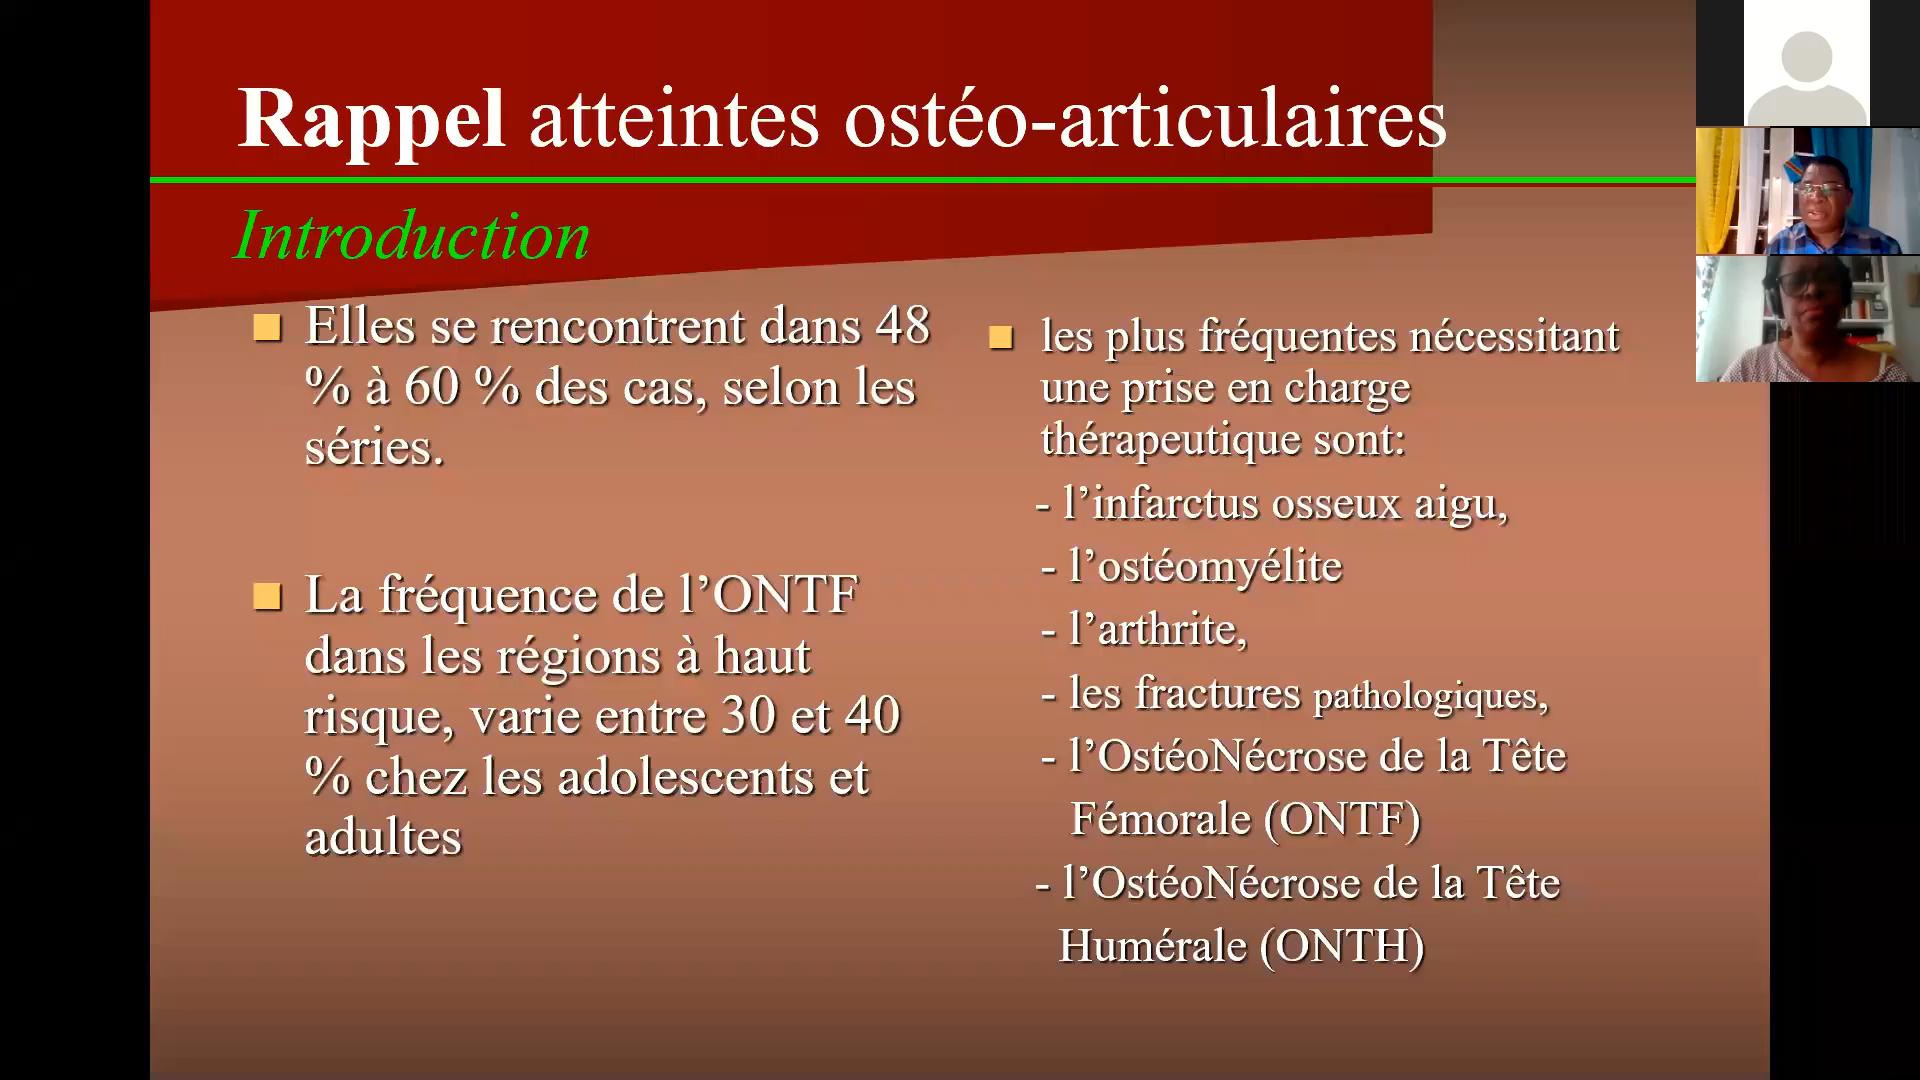 Rappel atteintes ostéo-articulaires
Introduction
Elles se rencontrent dans 48
% à 60 % des cas, selon les
séries.
La fréquence de l’ONTF
dans les régions à haut
risque, varie entre 30 et 40
% chez les adolescents et
adultes
les plus fréquentes nécessitant
une prise en charge
thérapeutique sont:
- l’infarctus osseux aigu,
- l’ostéomyélite
- l’arthrite,
- les fractures pathologiques,
- l’OstéoNécrose de la Tête
Fémorale (ONTF)
- l’OstéoNécrose de la Tête
Humérale (ONTH)